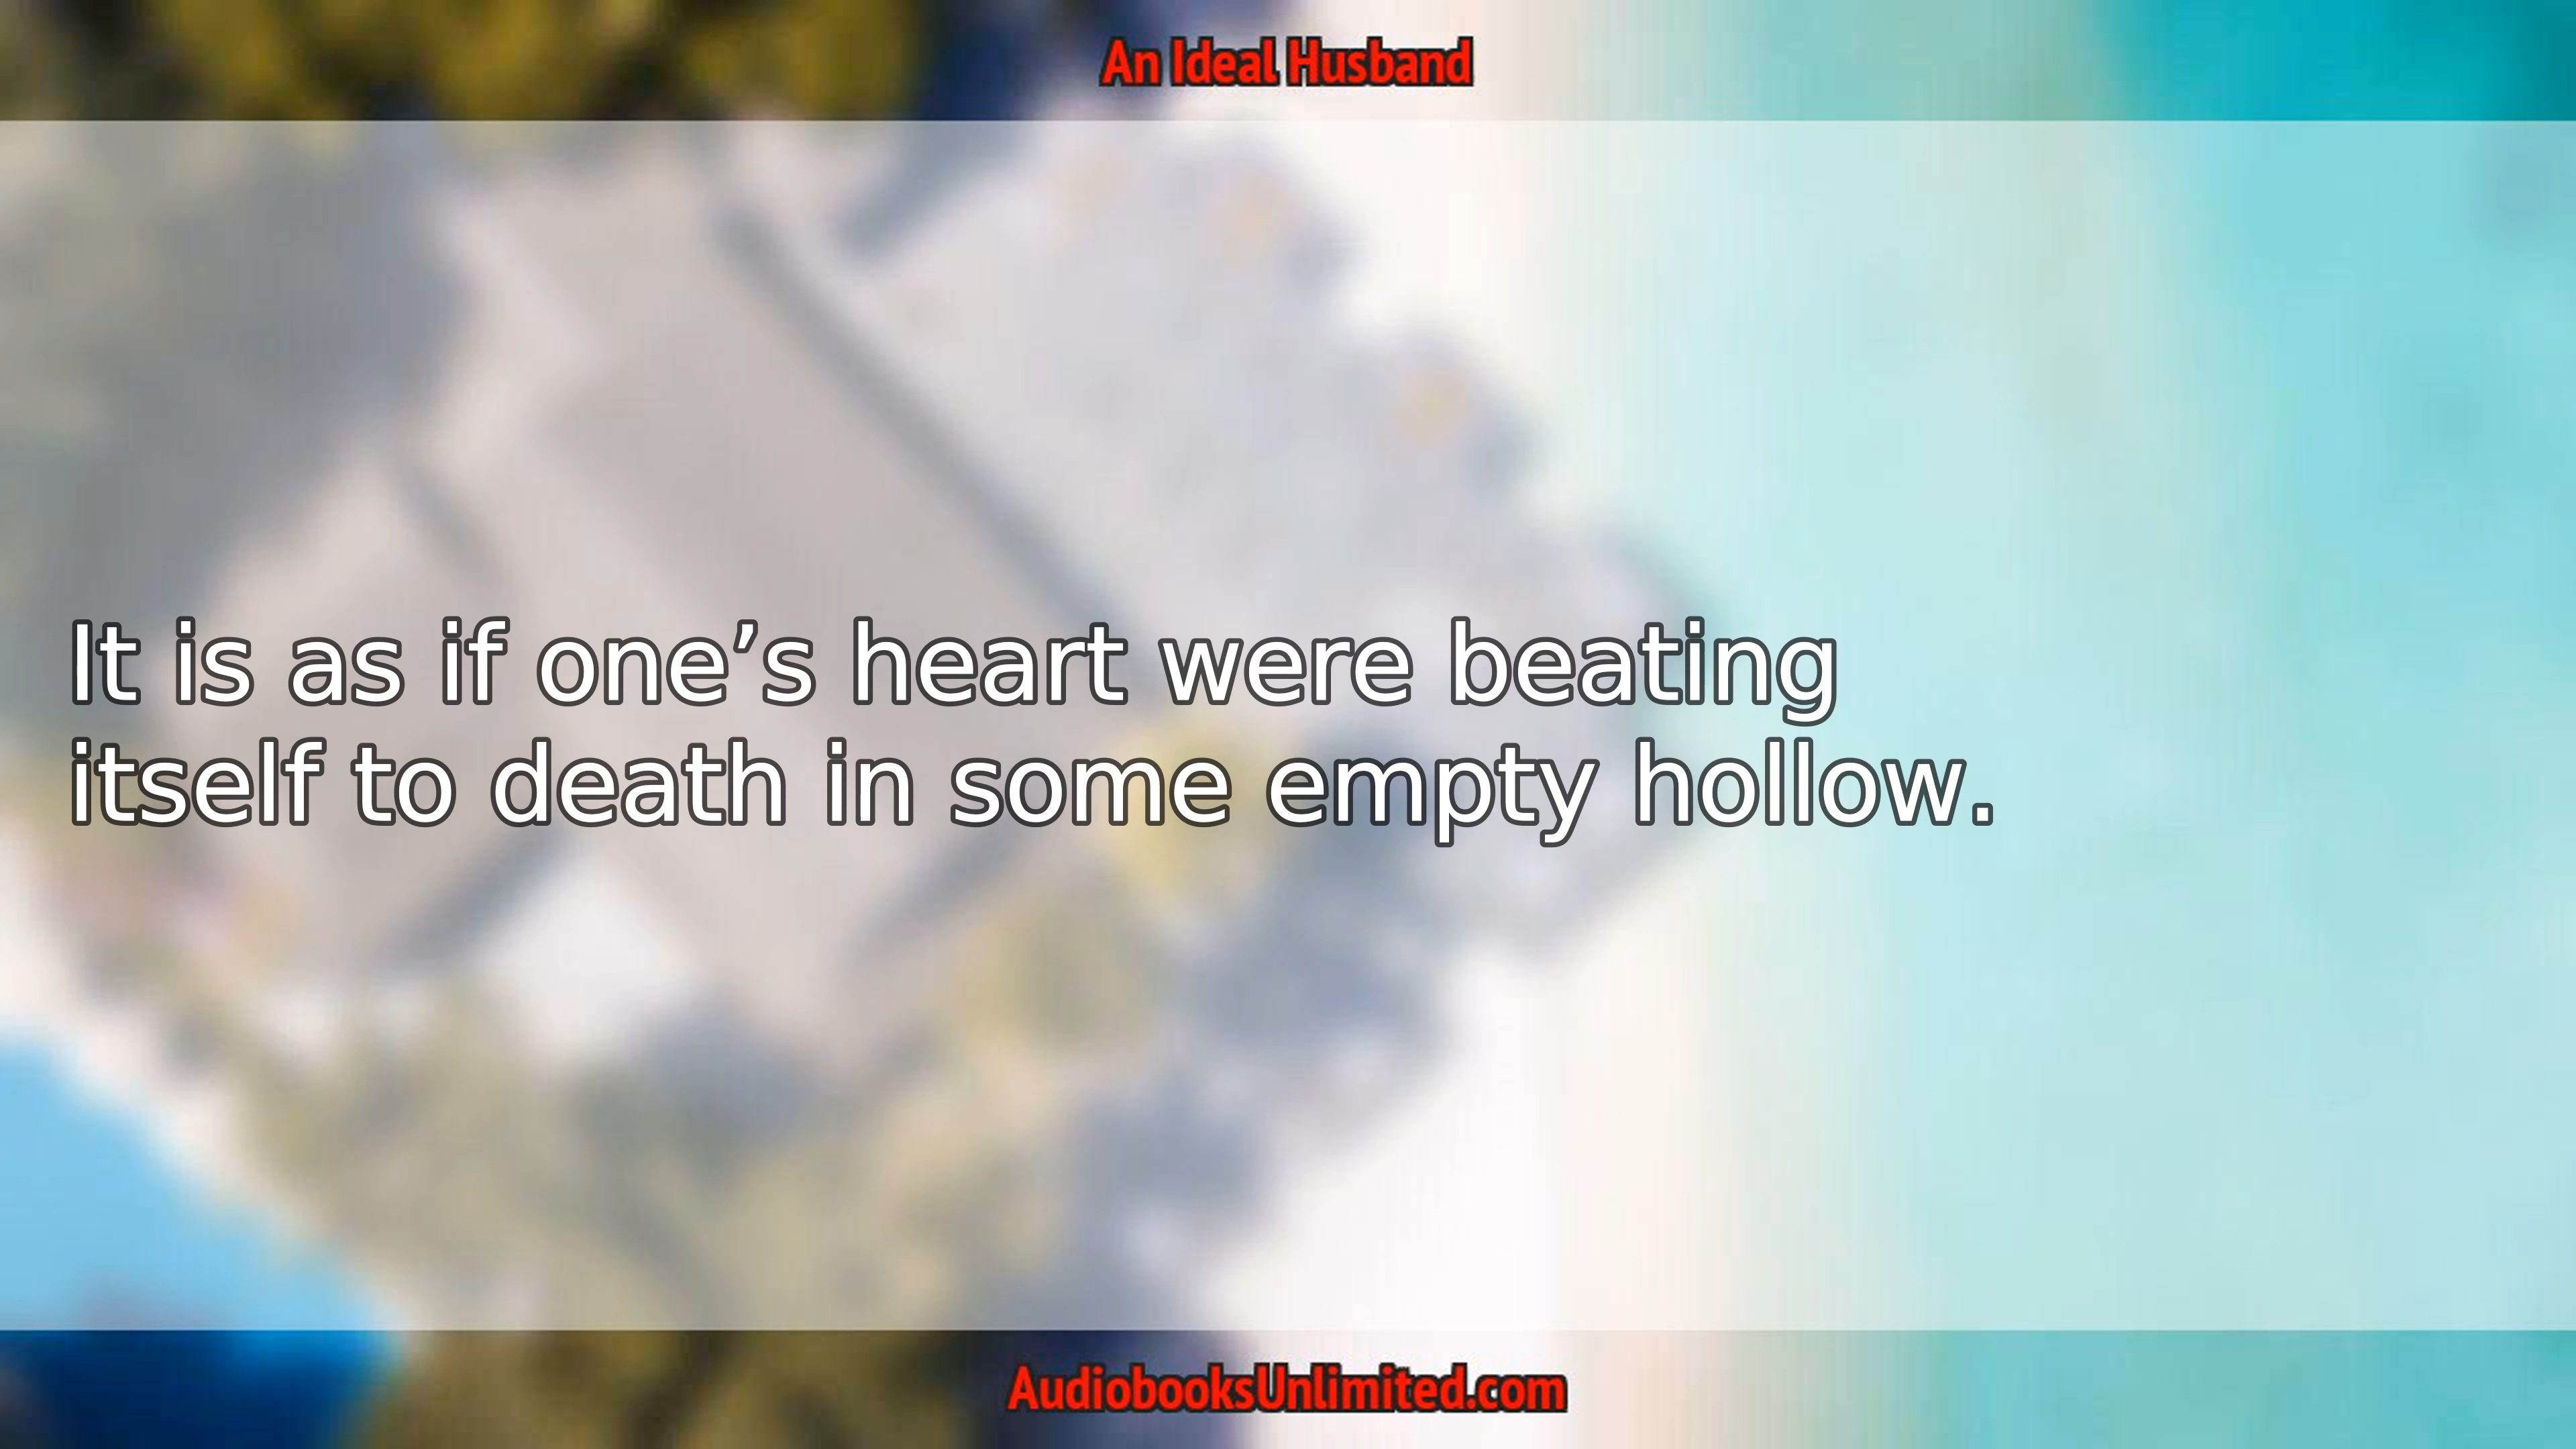 An Ideal Husband
It is as if one’s heart were beating
itself to death in some empty hollow.
AudiobooksUnlimited.com